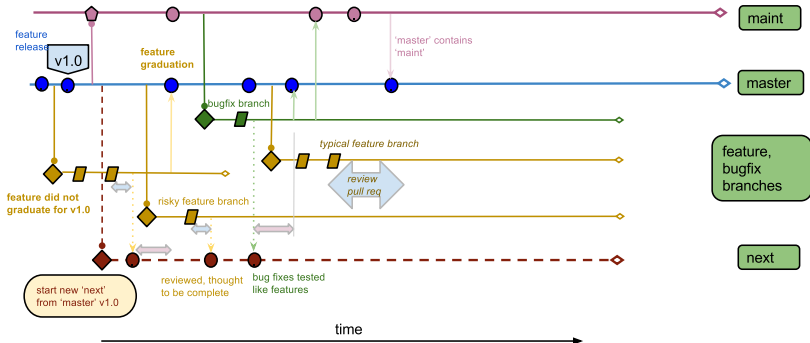 maint
feature
release
'master' contains
'maint'
feature
graduation
v1.0
master
bugfix branch
typical feature branch
feature,
bugfix
branches
review
pull req
feature did not
graduate for v1.0
risky feature branch
next
start new 'next'
from 'master' v1.0
reviewed, thought
to be complete
bug fixes tested
like features
time